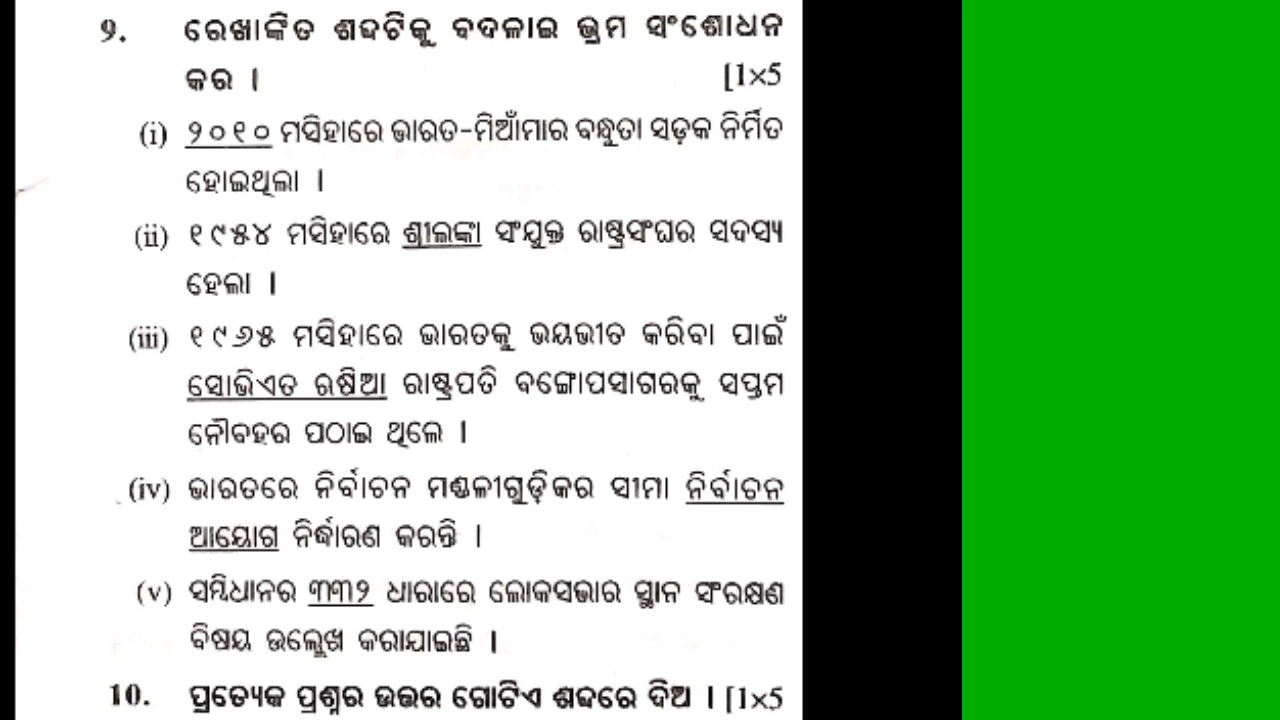 9. ରେଖାଙ୍କିତ ଶବ୍ଦଟିକୁ ବଦଳାଇ ଭ୍ରମ ସଂଶୋଧନ
କର । [1×5
(i) ୨୦୧୦ ମସିହାରେ ଭାରତ-ମିଆଁମାର ବନ୍ଧୁତା ସଡ଼କ ନିର୍ମିତ
ହୋଇଥିଲା ।
(ii) ୧୯୫୪ ମସିହାରେ ଶ୍ରୀଲଙ୍କା ସଂଯୁକ୍ତ ରାଷ୍ଟ୍ରସଂଘର ସଦସ୍ୟ
ହେଲା ।
(iii) ୧୯୬୫ ମସିହାରେ ଭାରତକୁ ଭୟଭୀତ କରିବା ପାଇଁ
ସୋଭିଏତ ଋଷିଆ ରାଷ୍ଟ୍ରପତି ବଙ୍ଗୋପସାଗରକୁ ସପ୍ତମ
ନୌବହର ପଠାଇ ଥିଲେ ।
(iv) ଭାରତରେ ନିର୍ବାଚନ ମଣ୍ଡଳୀଗୁଡ଼ିକର ସୀମା ନିର୍ବାଚନ
ଆୟୋଗ ନିର୍ଦ୍ଧାରଣ କରନ୍ତି ।
(v) ସମ୍ବିଧାନର ୩୩୨ ଧାରାରେ ଲୋକସଭାର ସ୍ଥାନ ସଂରକ୍ଷଣ
ବିଷୟ ଉଲ୍ଲେଖ କରାଯାଇଛି ।
10. ପ୍ରତ୍ୟେକ ପ୍ରଶ୍ନର ଉତ୍ତର ଗୋଟିଏ ଶବ୍ଦରେ ଦିଅ । [1×5